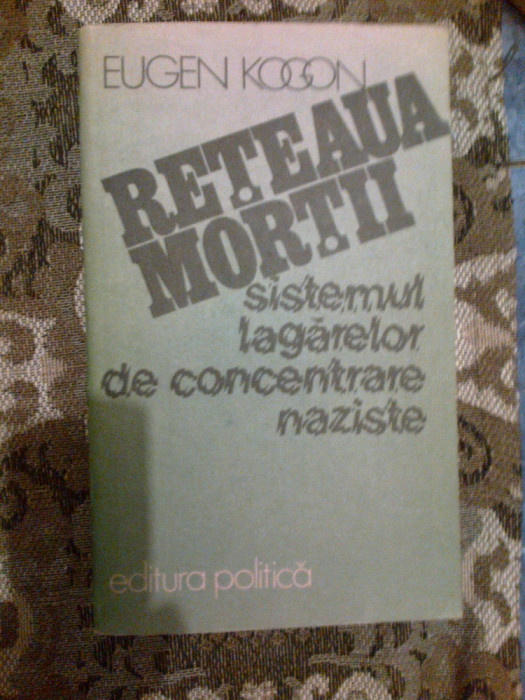 EUGEN KOGON
REȚEAUA
MORȚII
sistemul
lagărelor
de concentrare
naziste
editura politică